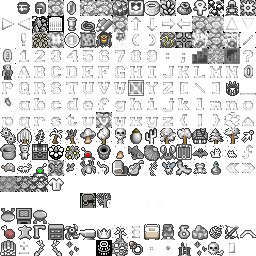 0 1 2 3 4 5 6 7 8 9 : ; ?
A B C D E F G H I J K L M N O
P Q R S T U V X Y Z \ ]
a b c d e f g h i j k l m n o
p q r s t u v w x y z { }